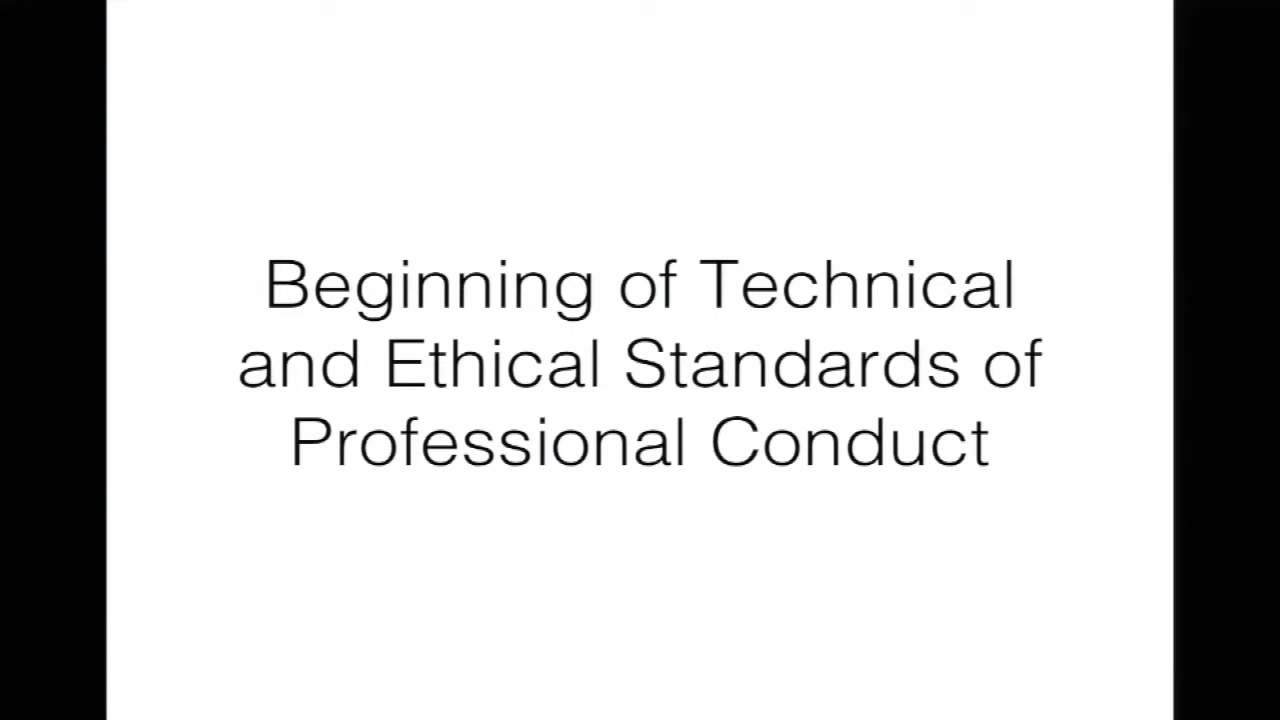 Beginning of Technical
and Ethical Standards of
Professional Conduct